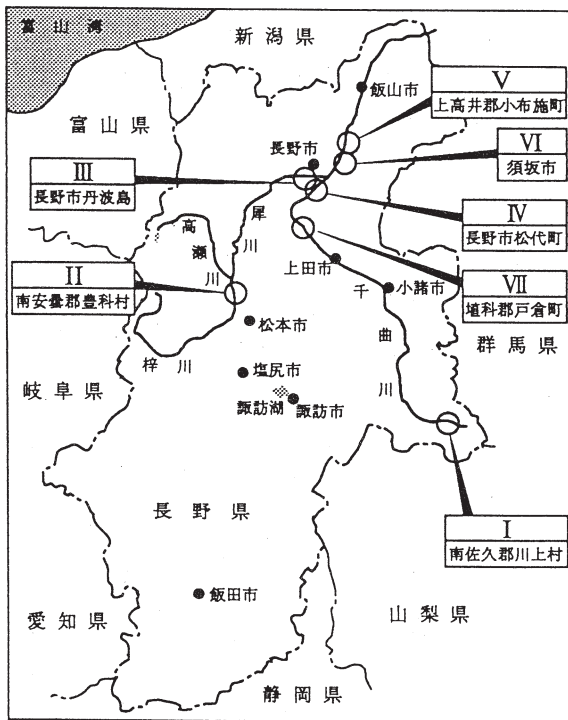 富山湾
新潟県
富山県
飯山市
Ⅴ
上高井郡小布施町
Ⅵ
須坂市
長野市
Ⅲ
長野市丹波島
Ⅳ
長野市松代町
犀川
高瀬川
Ⅱ
南安曇郡豊科村
上田市
小諸市
千曲川
Ⅶ
埴科郡戸倉町
群馬県
松本市
梓川
塩尻市
岐阜県
諏訪湖
諏訪市
長野県
Ⅰ
南佐久郡川上村
飯田市
愛知県
山梨県
静岡県